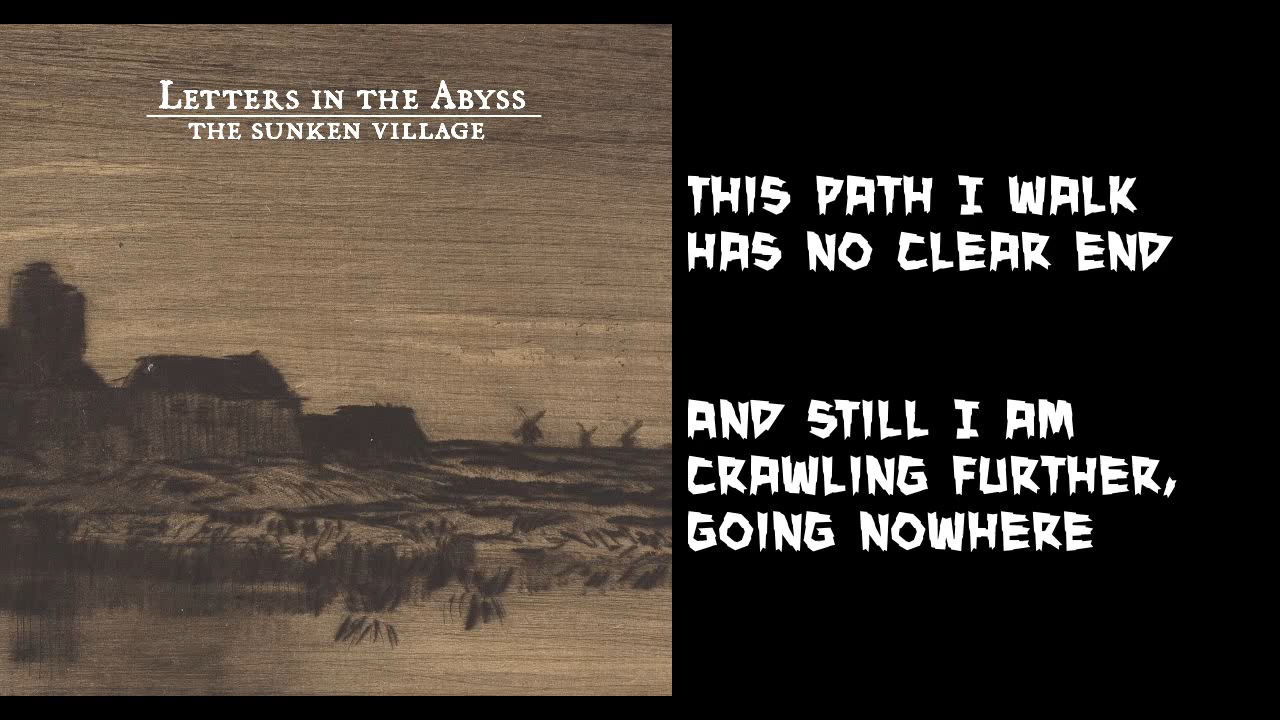 Letters in the Abyss
the sunken village
THIS PATH I WALK
HAS NO CLEAR END
AND STILL I AM
CRAWLING FURTHER,
GOING NOWHERE